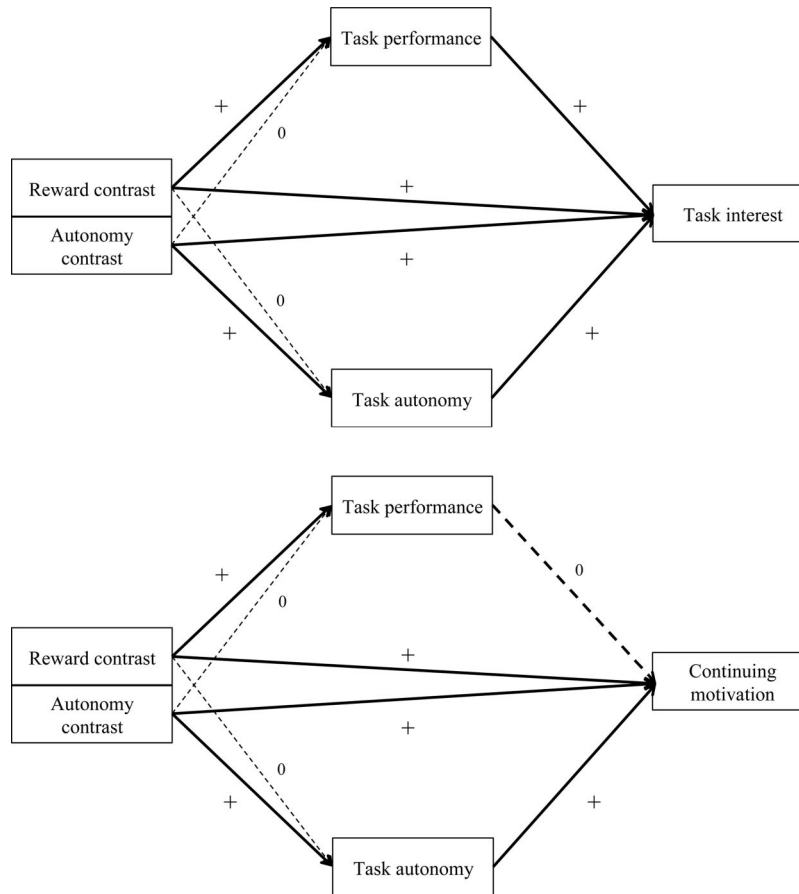 Task performance
+
+
0
+
Reward contrast
Task interest
Autonomy
contrast
+
0
+
+
Task autonomy
Task performance
+
0
0
+
Reward contrast
Continuing
motivation
Autonomy
contrast
+
0
+
+
Task autonomy